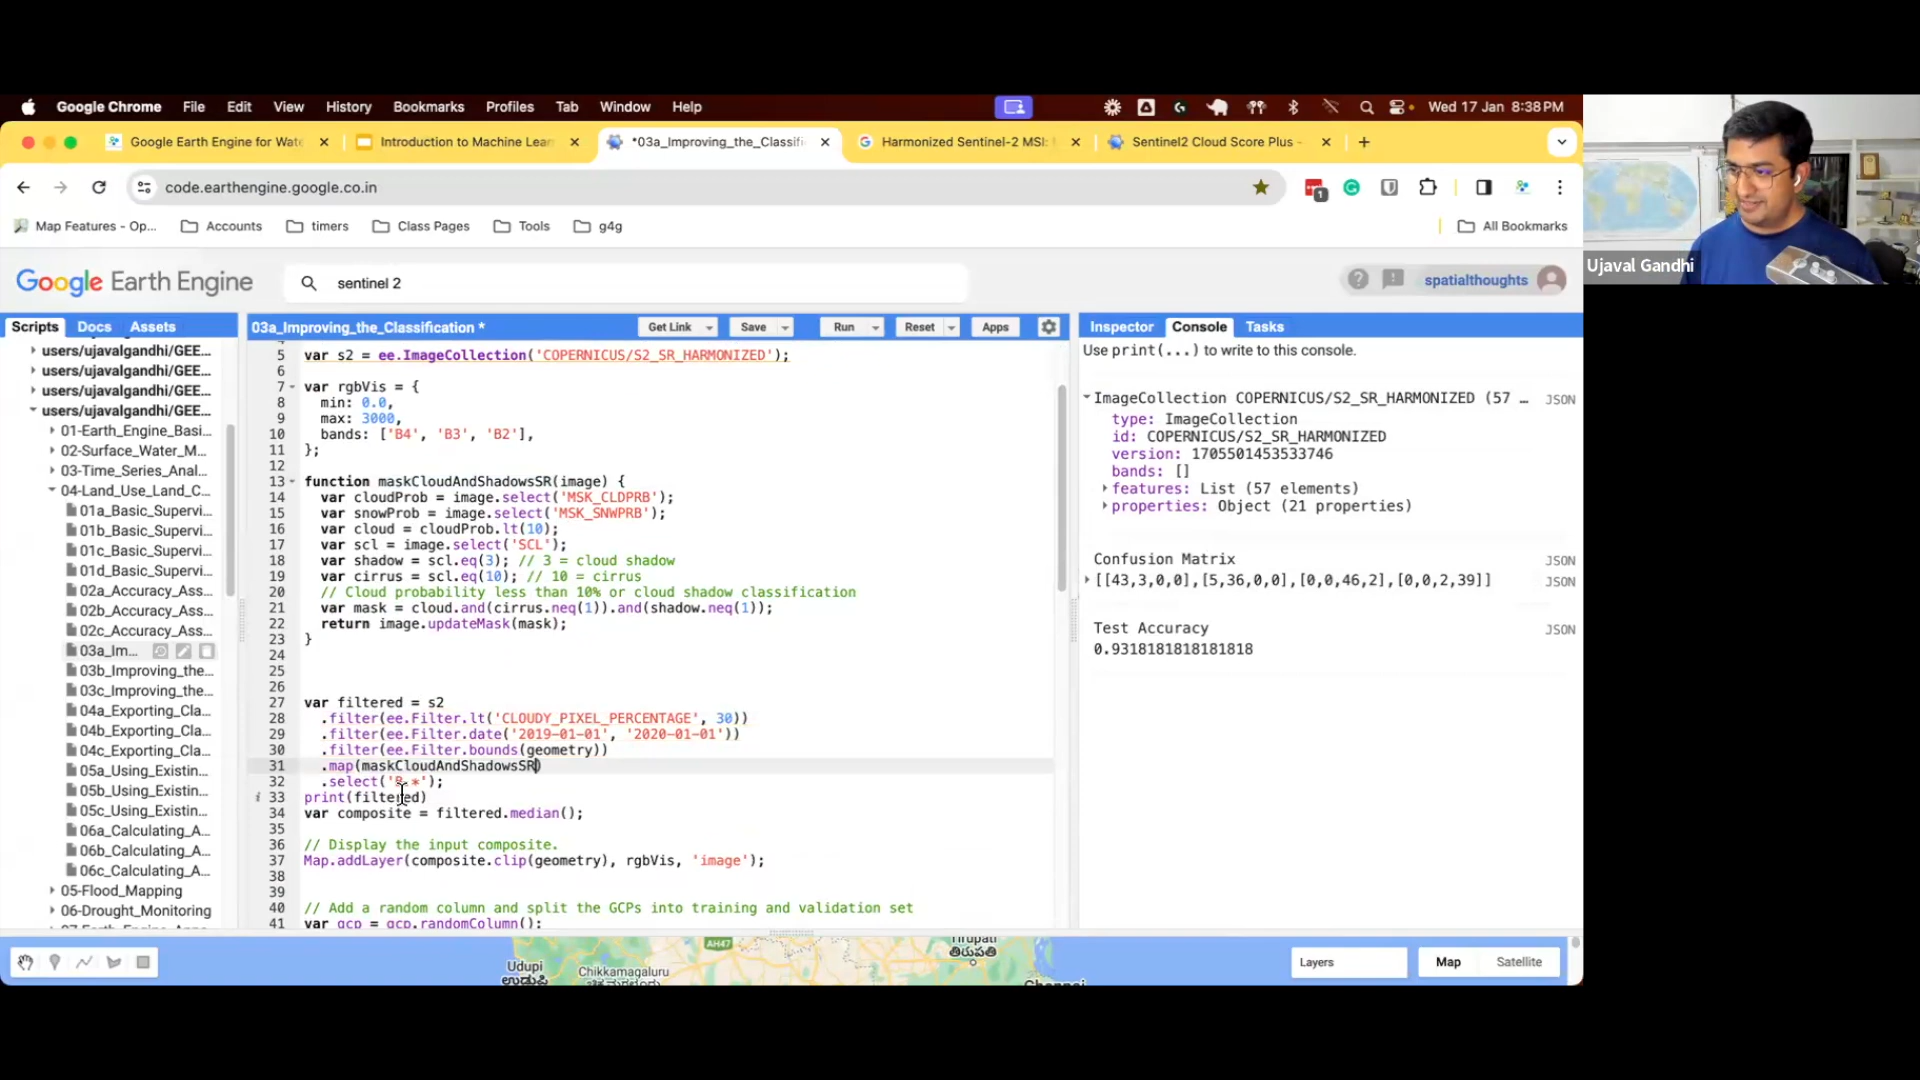 Google Chrome File Edit View History Bookmarks Profiles Tab Window Help Wed 17 Jan 8:38 PM
Google Earth Engine for Wate
Introduction to Machine Lear
*03a_Improving_the_Classifi
Harmonized Sentinel-2 MSI:
Sentinel2 Cloud Score Plus -
code.earthengine.google.co.in
1
Map Features - Op... Accounts timers Class Pages Tools g4g All Bookmarks
Ujaval Gandhi
Google Earth Engine
sentinel 2
spatialthoughts
Scripts Docs Assets
users/ujavalgandhi/GEE...
users/ujavalgandhi/GEE...
users/ujavalgandhi/GEE...
users/ujavalgandhi/GEE...
01-Earth_Engine_Basi...
02-Surface_Water_M...
03-Time_Series_Anal...
04-Land_Use_Land_C...
01a_Basic_Supervi...
01b_Basic_Supervi...
01c_Basic_Supervi...
01d_Basic_Supervi...
02a_Accuracy_Ass...
02b_Accuracy_Ass...
02c_Accuracy_Ass...
03a_Im...
03b_Improving_the...
03c_Improving_the...
04a_Exporting_Cla...
04b_Exporting_Cla...
04c_Exporting_Cla...
05a_Using_Existin...
05b_Using_Existin...
05c_Using_Existin...
06a_Calculating_A...
06b_Calculating_A...
06c_Calculating_A...
05-Flood_Mapping
06-Drought_Monitoring
03a_Improving_the_Classification * Get Link Save Run Reset Apps
5 var s2 = ee.ImageCollection('COPERNICUS/S2_SR_HARMONIZED');
6
7 var rgbVis = {
8 min: 0.0,
9 max: 3000,
10 bands: ['B4', 'B3', 'B2'],
11 };
12
13 function maskCloudAndShadowsSR(image) {
14 var cloudProb = image.select('MSK_CLDPRB');
15 var snowProb = image.select('MSK_SNWPRB');
16 var cloud = cloudProb.lt(10);
17 var scl = image.select('SCL');
18 var shadow = scl.eq(3); // 3 = cloud shadow
19 var cirrus = scl.eq(10); // 10 = cirrus
20 // Cloud probability less than 10% or cloud shadow classification
21 var mask = cloud.and(cirrus.neq(1)).and(shadow.neq(1));
22 return image.updateMask(mask);
23 }
24
25
26
27 var filtered = s2
28 .filter(ee.Filter.lt('CLOUDY_PIXEL_PERCENTAGE', 30))
29 .filter(ee.Filter.date('2019-01-01', '2020-01-01'))
30 .filter(ee.Filter.bounds(geometry))
31 .map(maskCloudAndShadowsSR)
32 .select('B.*');
33 print(filtered)
34 var composite = filtered.median();
35
36 // Display the input composite.
37 Map.addLayer(composite.clip(geometry), rgbVis, 'image');
38
39
40 // Add a random column and split the GCPs into training and validation set
41 var gcp = gcp.randomColumn();
Inspector Console Tasks
Use print(...) to write to this console.
ImageCollection COPERNICUS/S2_SR_HARMONIZED (57 … JSON
type: ImageCollection
id: COPERNICUS/S2_SR_HARMONIZED
version: 1705501453533746
bands: []
features: List (57 elements)
properties: Object (21 properties)
Confusion Matrix JSON
[[43,3,0,0],[5,36,0,0],[0,0,46,2],[0,0,2,39]] JSON
Test Accuracy JSON
0.9318181818181818
AH47
Udupi
ಉಡುಪಿ
Chikkamagaluru
Tirupati
తిరుపతి
Chennai
Layers
Map Satellite